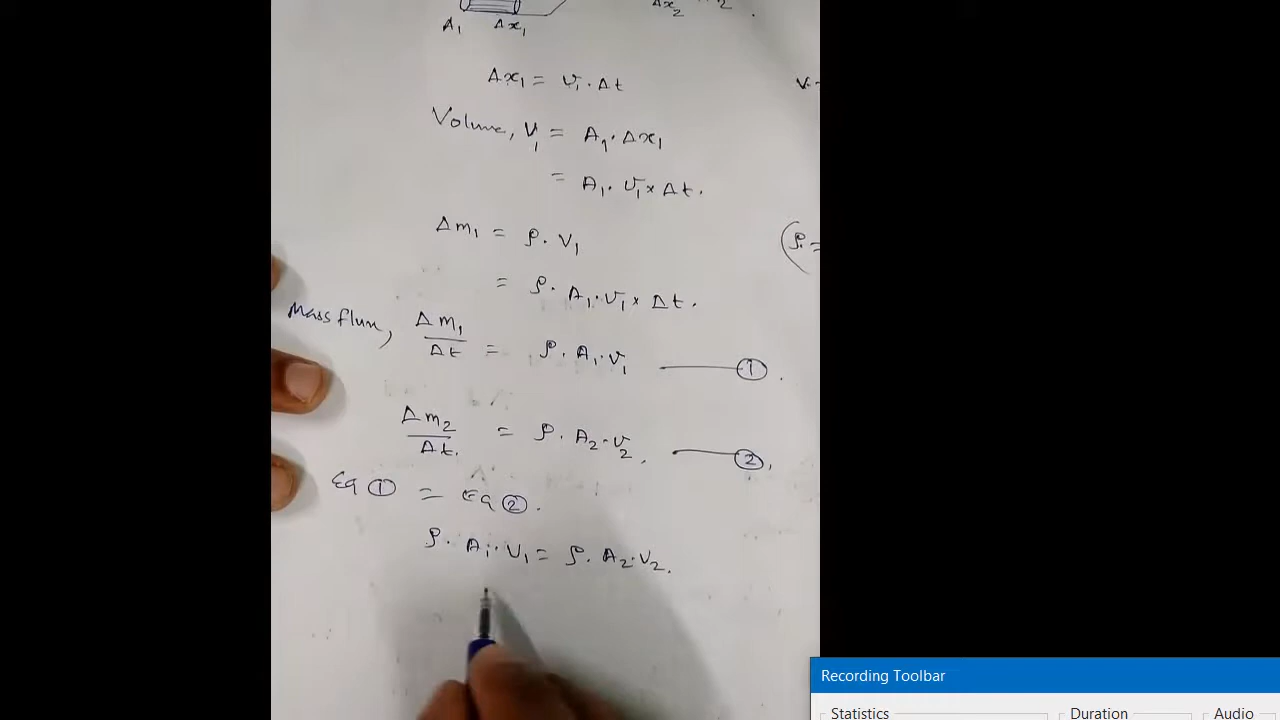 A₁ Δx₁
Δx₂
Δx₁ = v₁ · Δt
Volume, V₁ = A₁ · Δx₁
= A₁ · v₁ × Δt.
Δm₁ = ρ · V₁
(ρ =
= ρ · A₁ · v₁ × Δt.
Mass flux, Δm₁/Δt = ρ · A₁ · v₁ ——— ①.
Δm₂/Δt. = ρ · A₂ · v₂. ——— ②,
Eq ① = Eq ②.
ρ · A₁ · v₁ = ρ · A₂ · v₂.
Recording Toolbar
Statistics Duration Audio